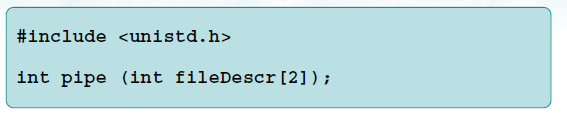 #include <unistd.h>
int pipe (int fileDescr[2]);